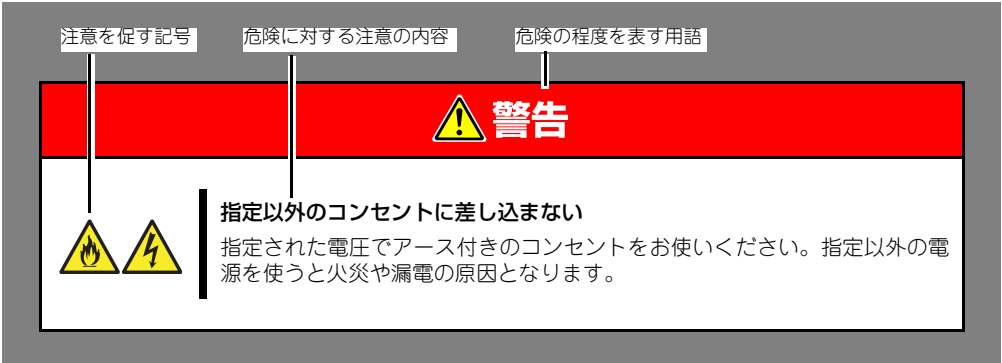 注意を促す記号
危険に対する注意の内容
危険の程度を表す用語
警告
指定以外のコンセントに差し込まない
指定された電圧でアース付きのコンセントをお使いください。指定以外の電
源を使うと火災や漏電の原因となります。